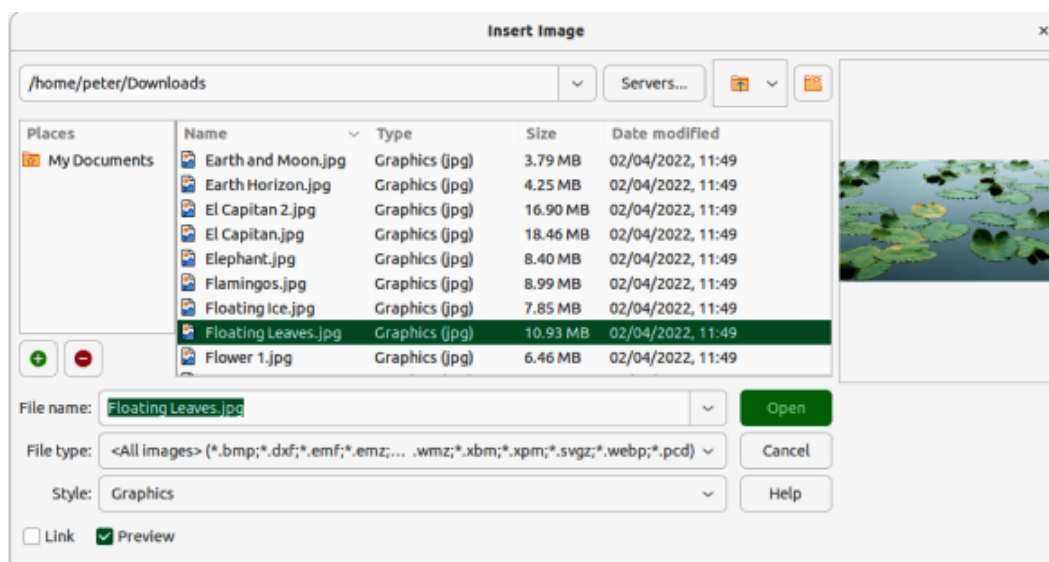 Insert Image
/home/peter/Downloads Servers...
Places Name Type Size Date modified
My Documents Earth and Moon.jpg Graphics (jpg) 3.79 MB 02/04/2022, 11:49
Earth Horizon.jpg Graphics (jpg) 4.25 MB 02/04/2022, 11:49
El Capitan 2.jpg Graphics (jpg) 16.90 MB 02/04/2022, 11:49
El Capitan.jpg Graphics (jpg) 18.46 MB 02/04/2022, 11:49
Elephant.jpg Graphics (jpg) 8.40 MB 02/04/2022, 11:49
Flamingos.jpg Graphics (jpg) 8.99 MB 02/04/2022, 11:49
Floating Ice.jpg Graphics (jpg) 7.85 MB 02/04/2022, 11:49
Floating Leaves.jpg Graphics (jpg) 10.93 MB 02/04/2022, 11:49
Flower 1.jpg Graphics (jpg) 6.46 MB 02/04/2022, 11:49
File name: Floating Leaves.jpg Open
File type: <All images> (*.bmp;*.dxf;*.emf;*.emz;... .wmz;*.xbm;*.xpm;*.svgz;*.webp;*.pcd) Cancel
Style: Graphics Help
Link Preview